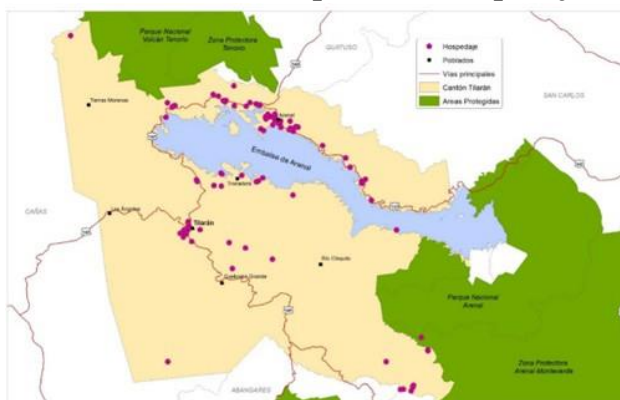 Parque Nacional
Volcán Tenorio
Zona Protectora
Tenorio
GUATUSO
Hospedaje
Poblados
Vías principales
Cantón Tilarán
Areas Protegidas
SAN CARLOS
Tierras Morenas
Arenal
Embalse de Arenal
Tronadora
CAÑAS
Los Angeles
Tilarán
Quebrada Grande
Río Chiquito
Parque Nacional
Arenal
Zona Protectora
Arenal-Monteverde
ABANGARES